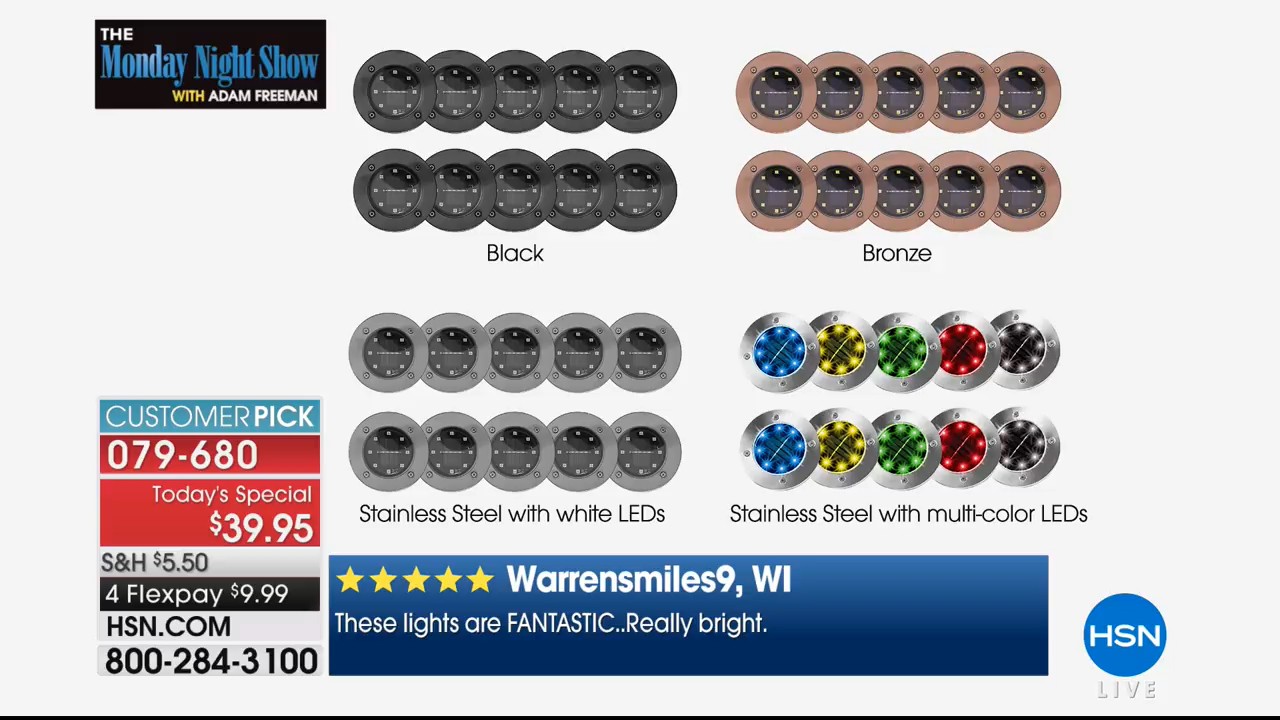 THE
Monday Night Show
WITH ADAM FREEMAN
Black
Bronze
Stainless Steel with white LEDs
Stainless Steel with multi-color LEDs
CUSTOMER PICK
079-680
Today's Special
$39.95
S&H $5.50
4 Flexpay $9.99
HSN.COM
800-284-3100
Warrensmiles9, WI
These lights are FANTASTIC..Really bright.
HSN
LIVE